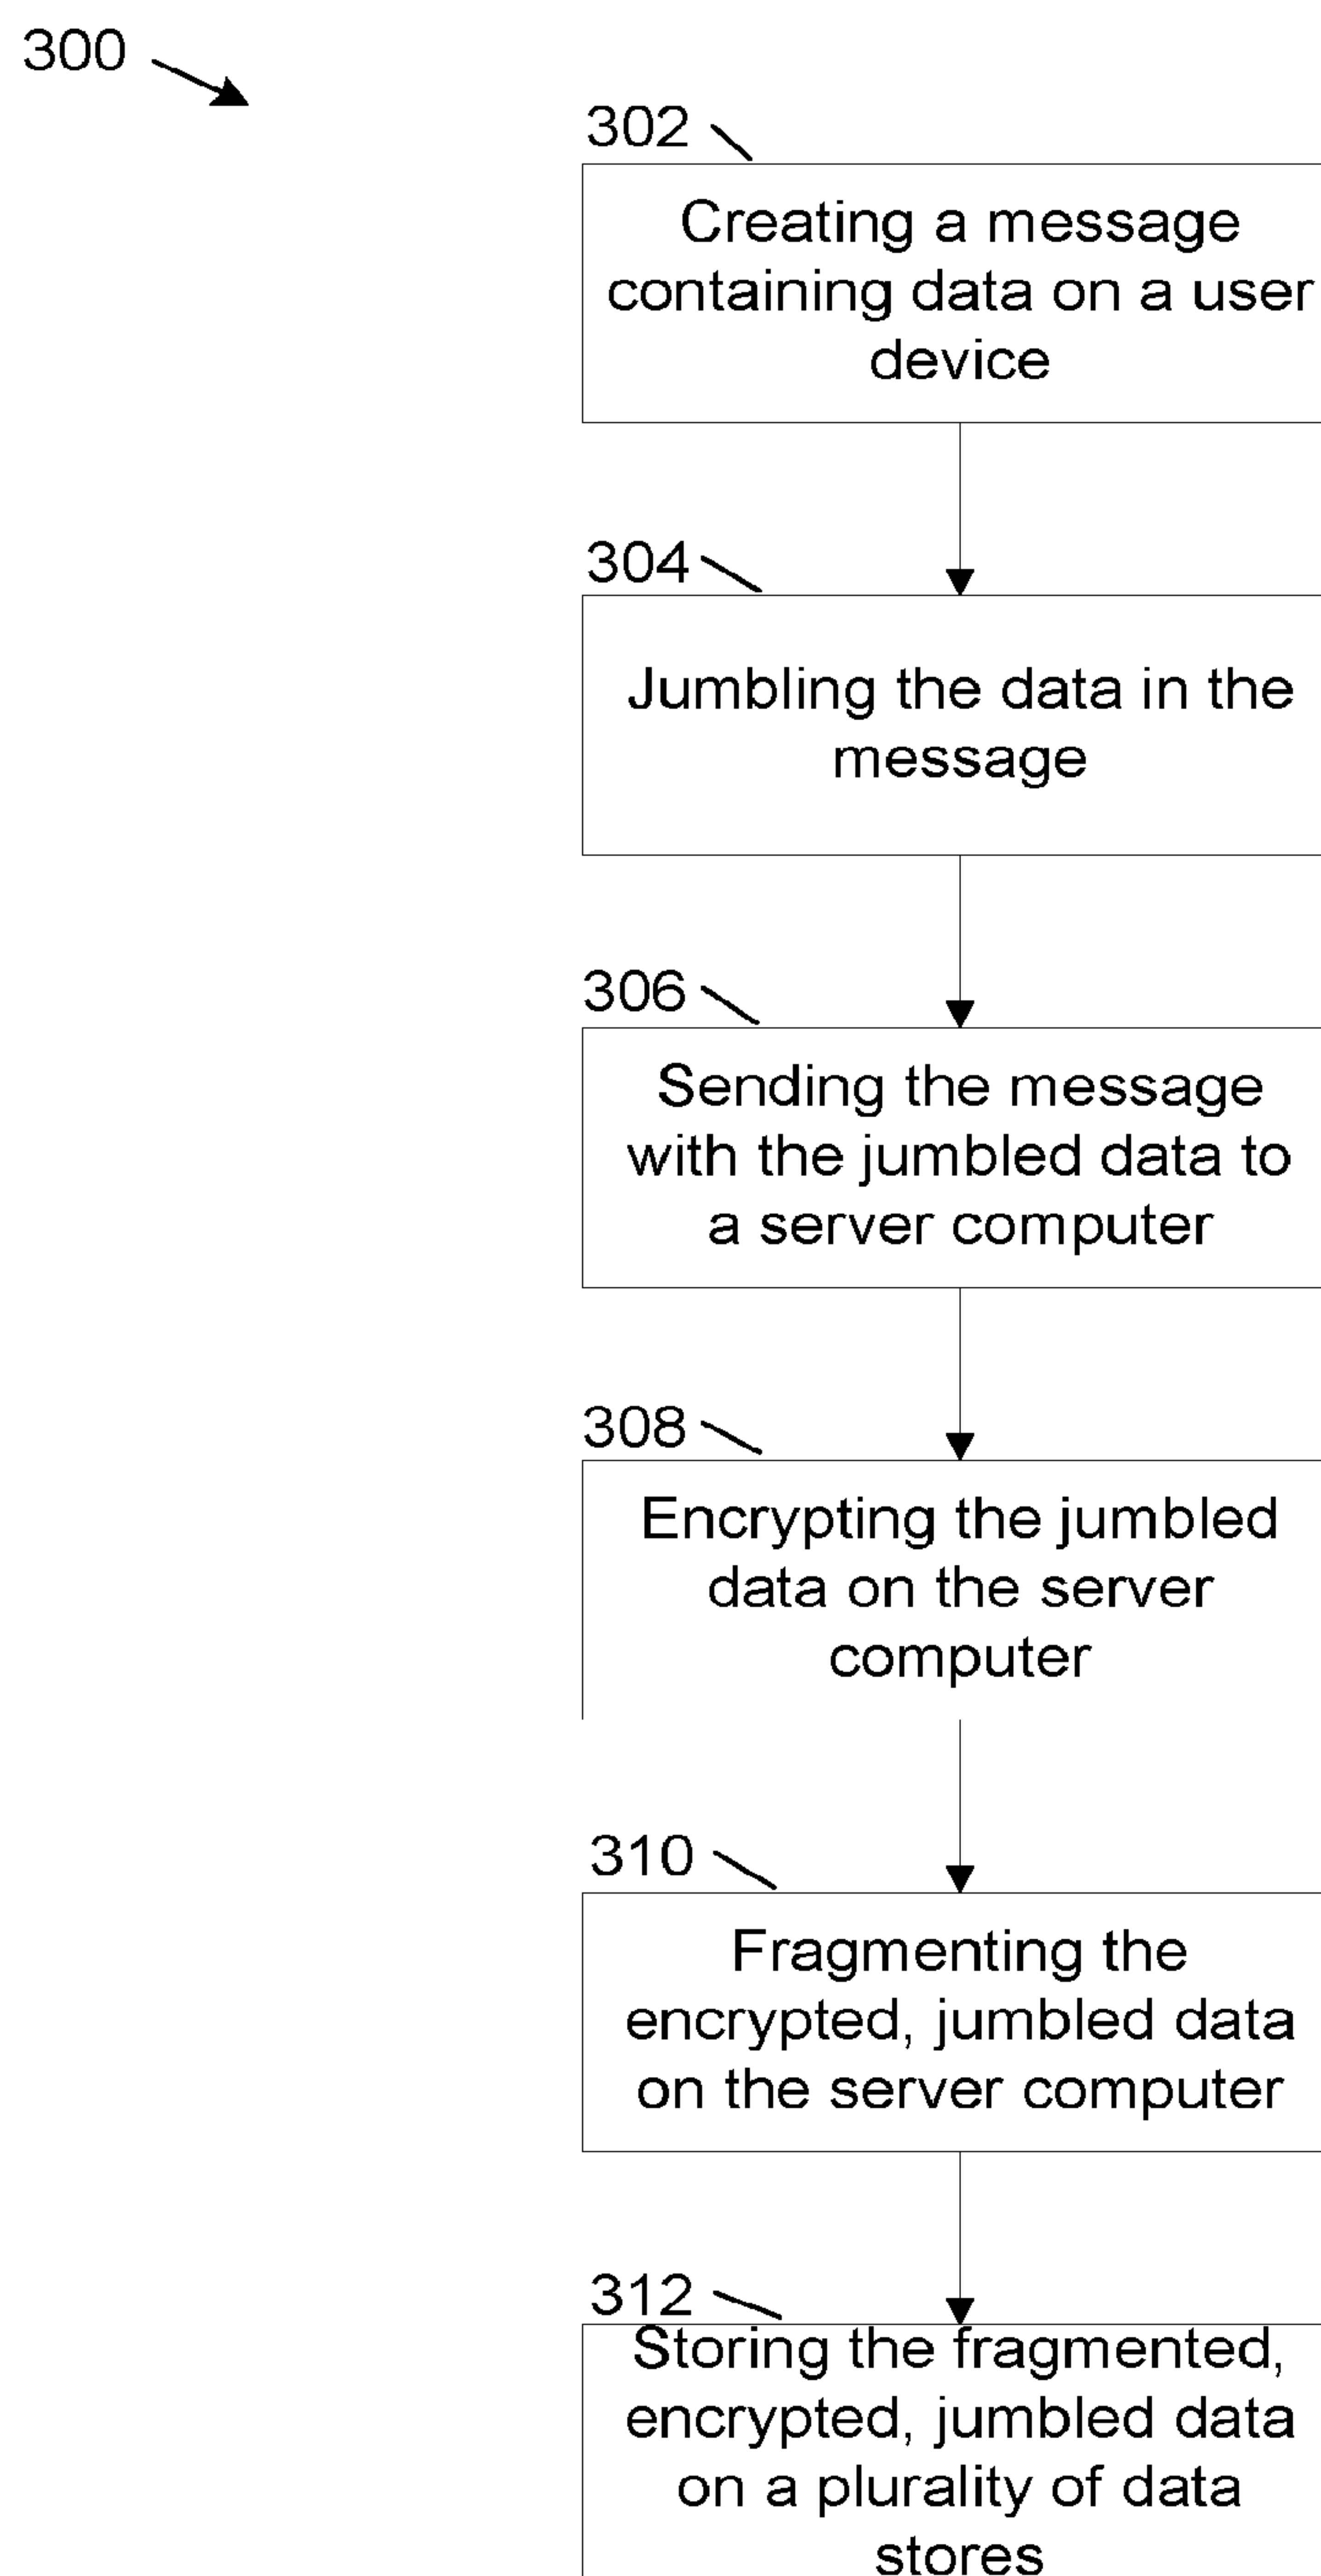 300
302
Creating a message
containing data on a user
device
304
Jumbling the data in the
message
306
Sending the message
with the jumbled data to
a server computer
308
Encrypting the jumbled
data on the server
computer
310
Fragmenting the
encrypted, jumbled data
on the server computer
312
Storing the fragmented,
encrypted, jumbled data
on a plurality of data
stores